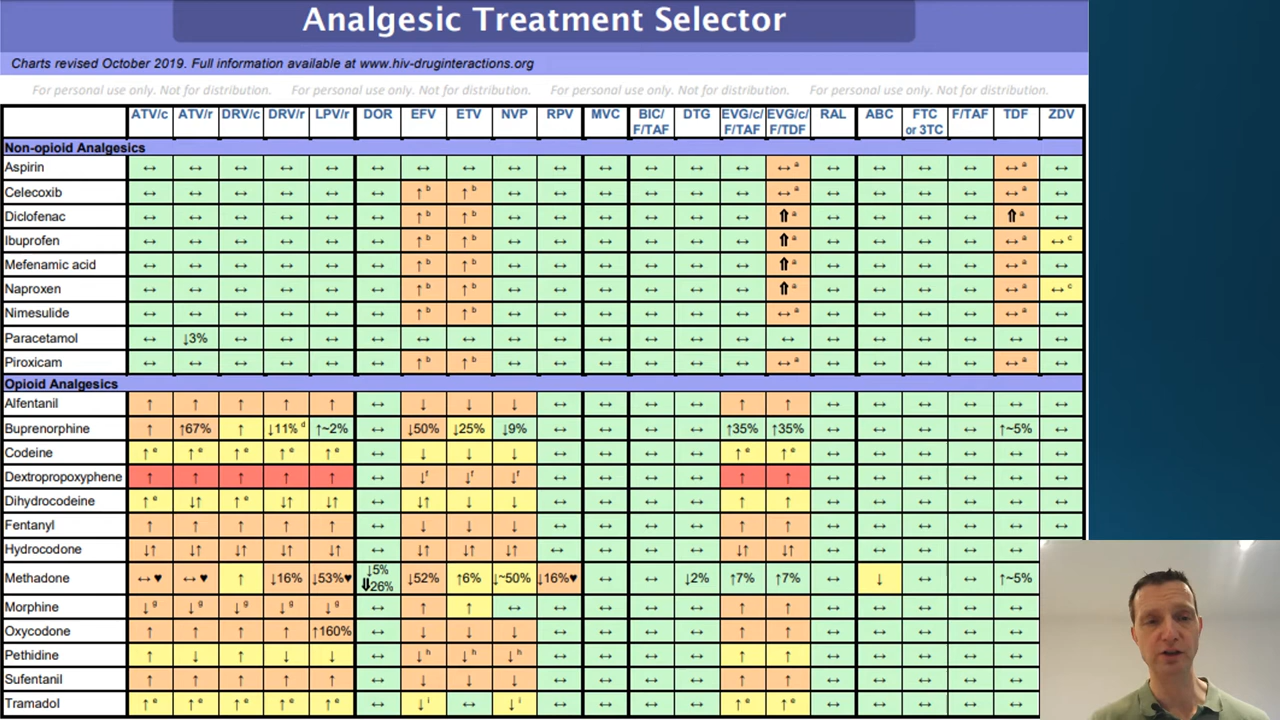 Analgesic Treatment Selector
Charts revised October 2019. Full information available at www.hiv-druginteractions.org
For personal use only. Not for distribution. For personal use only. Not for distribution. For personal use only. Not for distribution. For personal use only. Not for distribution.
ATV/c ATV/r DRV/c DRV/r LPV/r DOR EFV ETV NVP RPV MVC BIC/ F/TAF DTG EVG/c/ F/TAF EVG/c/ F/TDF RAL ABC FTC or 3TC F/TAF TDF ZDV
Non-opioid Analgesics
Aspirin ↔ ↔ ↔ ↔ ↔ ↔ ↔ ↔ ↔ ↔ ↔ ↔ ↔ ↔ ↔ a ↔ ↔ ↔ ↔ ↔ a ↔
Celecoxib ↔ ↔ ↔ ↔ ↔ ↔ ↑ b ↑ b ↔ ↔ ↔ ↔ ↔ ↔ ↔ a ↔ ↔ ↔ ↔ ↔ a ↔
Diclofenac ↔ ↔ ↔ ↔ ↔ ↔ ↑ b ↑ b ↔ ↔ ↔ ↔ ↔ ↔ ⇑ a ↔ ↔ ↔ ↔ ⇑ a ↔
Ibuprofen ↔ ↔ ↔ ↔ ↔ ↔ ↑ b ↑ b ↔ ↔ ↔ ↔ ↔ ↔ ⇑ a ↔ ↔ ↔ ↔ ↔ a ↔ c
Mefenamic acid ↔ ↔ ↔ ↔ ↔ ↔ ↑ b ↑ b ↔ ↔ ↔ ↔ ↔ ↔ ⇑ a ↔ ↔ ↔ ↔ ↔ a ↔
Naproxen ↔ ↔ ↔ ↔ ↔ ↔ ↑ b ↑ b ↔ ↔ ↔ ↔ ↔ ↔ ⇑ a ↔ ↔ ↔ ↔ ↔ a ↔ c
Nimesulide ↔ ↔ ↔ ↔ ↔ ↔ ↑ b ↑ b ↔ ↔ ↔ ↔ ↔ ↔ ↔ a ↔ ↔ ↔ ↔ ↔ a ↔
Paracetamol ↔ ↓3% ↔ ↔ ↔ ↔ ↔ ↔ ↔ ↔ ↔ ↔ ↔ ↔ ↔ ↔ ↔ ↔ ↔ ↔ ↔
Piroxicam ↔ ↔ ↔ ↔ ↔ ↔ ↑ b ↑ b ↔ ↔ ↔ ↔ ↔ ↔ ↔ a ↔ ↔ ↔ ↔ ↔ a ↔
Opioid Analgesics
Alfentanil ↑ ↑ ↑ ↑ ↑ ↔ ↓ ↓ ↓ ↔ ↔ ↔ ↔ ↑ ↑ ↔ ↔ ↔ ↔ ↔ ↔
Buprenorphine ↑ ↑67% ↑ ↓11% d ↑~2% ↔ ↓50% ↓25% ↓9% ↔ ↔ ↔ ↔ ↑35% ↑35% ↔ ↔ ↔ ↔ ↑~5% ↔
Codeine ↑ e ↑ e ↑ e ↑ e ↑ e ↔ ↓ ↓ ↓ ↔ ↔ ↔ ↔ ↑ e ↑ e ↔ ↔ ↔ ↔ ↔ ↔
Dextropropoxyphene ↑ ↑ ↑ ↑ ↑ ↔ ↓ f ↓ f ↓ f ↔ ↔ ↔ ↔ ↑ ↑ ↔ ↔ ↔ ↔ ↔ ↔
Dihydrocodeine ↑ e ↓↑ ↑ e ↓↑ ↓↑ ↔ ↓↑ ↓ ↓ ↔ ↔ ↔ ↔ ↑ ↑ ↔ ↔ ↔ ↔ ↔ ↔
Fentanyl ↑ ↑ ↑ ↑ ↑ ↔ ↓ ↓ ↓ ↔ ↔ ↔ ↔ ↑ ↑ ↔ ↔ ↔ ↔ ↔ ↔
Hydrocodone ↓↑ ↓↑ ↓↑ ↓↑ ↓↑ ↔ ↓↑ ↓↑ ↓↑ ↔ ↔ ↔ ↔ ↓↑ ↓↑ ↔ ↔ ↔ ↔ ↔
Methadone ↔ ♥ ↔ ♥ ↑ ↓16% ↓53%♥ ↓5% ⇓26% ↓52% ↑6% ↓~50% ↓16%♥ ↔ ↔ ↓2% ↑7% ↑7% ↔ ↓ ↔ ↔ ↑~5%
Morphine ↓ g ↓ g ↓ g ↓ g ↓ g ↔ ↑ ↑ ↔ ↔ ↔ ↔ ↔ ↑ ↑ ↔ ↔ ↔ ↔ ↔
Oxycodone ↑ ↑ ↑ ↑ ↑160% ↔ ↓ ↓ ↓ ↔ ↔ ↔ ↔ ↑ ↑ ↔ ↔ ↔ ↔ ↔
Pethidine ↑ ↓ ↑ ↓ ↓ ↔ ↓ h ↓ h ↓ h ↔ ↔ ↔ ↔ ↑ ↑ ↔ ↔ ↔ ↔ ↔
Sufentanil ↑ ↑ ↑ ↑ ↑ ↔ ↓ ↓ ↓ ↔ ↔ ↔ ↔ ↑ ↑ ↔ ↔ ↔ ↔ ↔
Tramadol ↑ e ↑ e ↑ e ↑ e ↑ e ↔ ↓ i ↔ ↓ i ↔ ↔ ↔ ↔ ↑ e ↑ e ↔ ↔ ↔ ↔ ↔